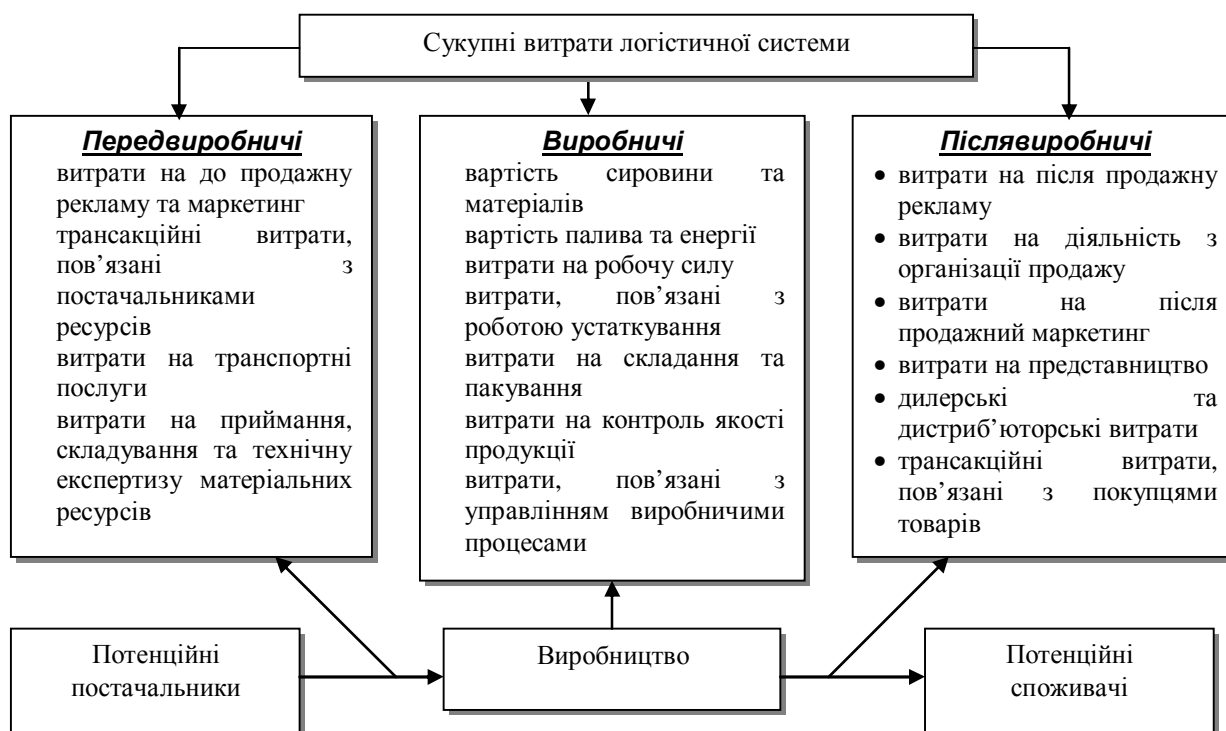 Сукупні витрати логістичної системи
Передвиробничі
витрати на до продажну
рекламу та маркетинг
трансакційні витрати,
пов’язані з
постачальниками
ресурсів
витрати на транспортні
послуги
витрати на приймання,
складування та технічну
експертизу матеріальних
ресурсів
Виробничі
вартість сировини та
матеріалів
вартість палива та енергії
витрати на робочу силу
витрати, пов’язані з
роботою устаткування
витрати на складання та
пакування
витрати на контроль якості
продукції
витрати, пов’язані з
управлінням виробничими
процесами
Післявиробничі
• витрати на після продажну
рекламу
• витрати на діяльність з
організації продажу
• витрати на після
продажний маркетинг
• витрати на представництво
• дилерські та
дистриб’юторські витрати
• трансакційні витрати,
пов’язані з покупцями
товарів
Потенційні
постачальники
Виробництво
Потенційні
споживачі